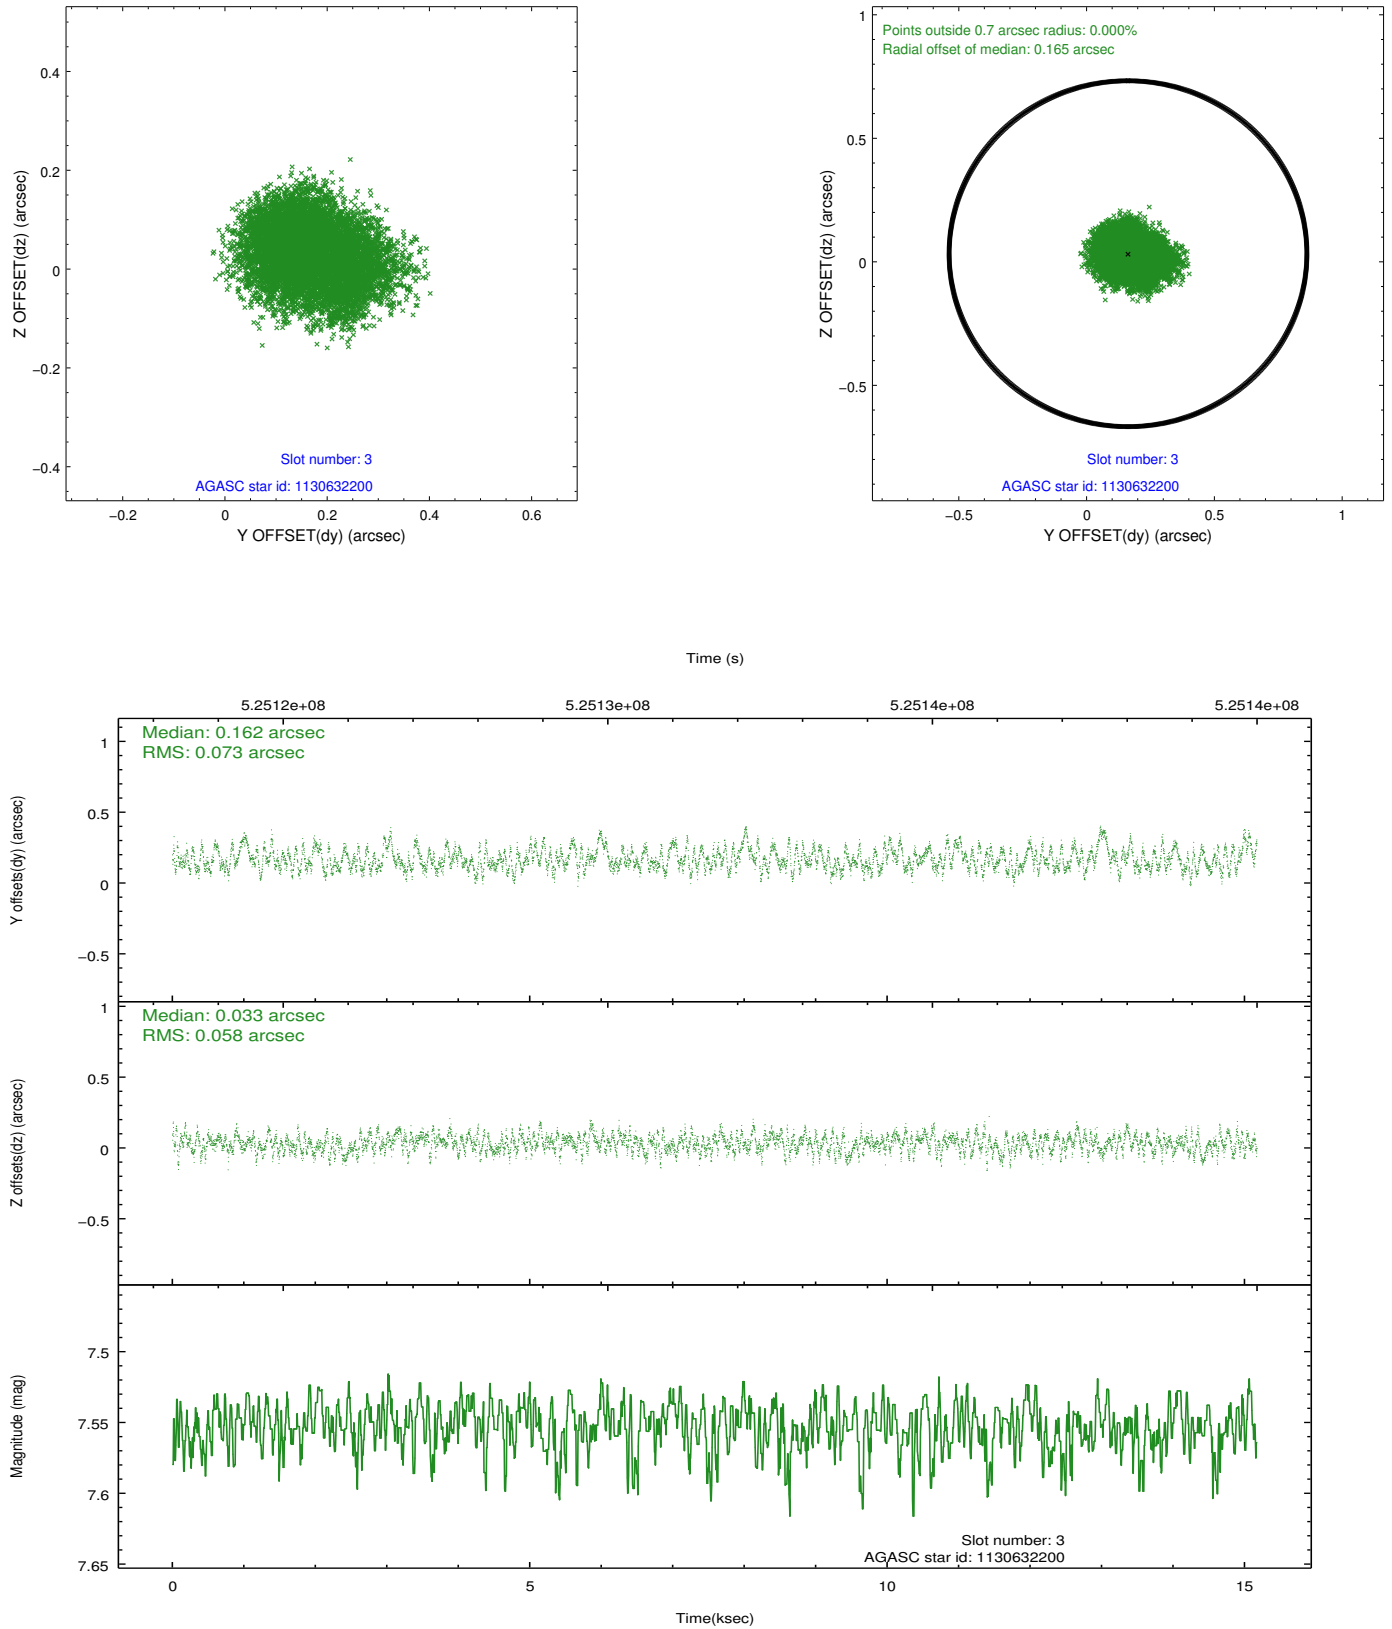 0.4
0.2
0
−0.2
−0.4
Z OFFSET(dz) (arcsec)
Slot number: 3
AGASC star id: 1130632200
−0.2 0 0.2 0.4 0.6
Y OFFSET(dy) (arcsec)
Points outside 0.7 arcsec radius: 0.000%
Radial offset of median: 0.165 arcsec
1
0.5
0
−0.5
Z OFFSET(dz) (arcsec)
Slot number: 3
AGASC star id: 1130632200
−0.5 0 0.5 1
Y OFFSET(dy) (arcsec)
Time (s)
5.2512e+08 5.2513e+08 5.2514e+08 5.2514e+08
Median: 0.162 arcsec
RMS: 0.073 arcsec
1
0.5
0
−0.5
Y offsets(dy) (arcsec)
Median: 0.033 arcsec
RMS: 0.058 arcsec
1
0.5
0
−0.5
Z offsets(dz) (arcsec)
7.5
7.55
7.6
7.65
Magnitude (mag)
Slot number: 3
AGASC star id: 1130632200
0 5 10 15
Time(ksec)